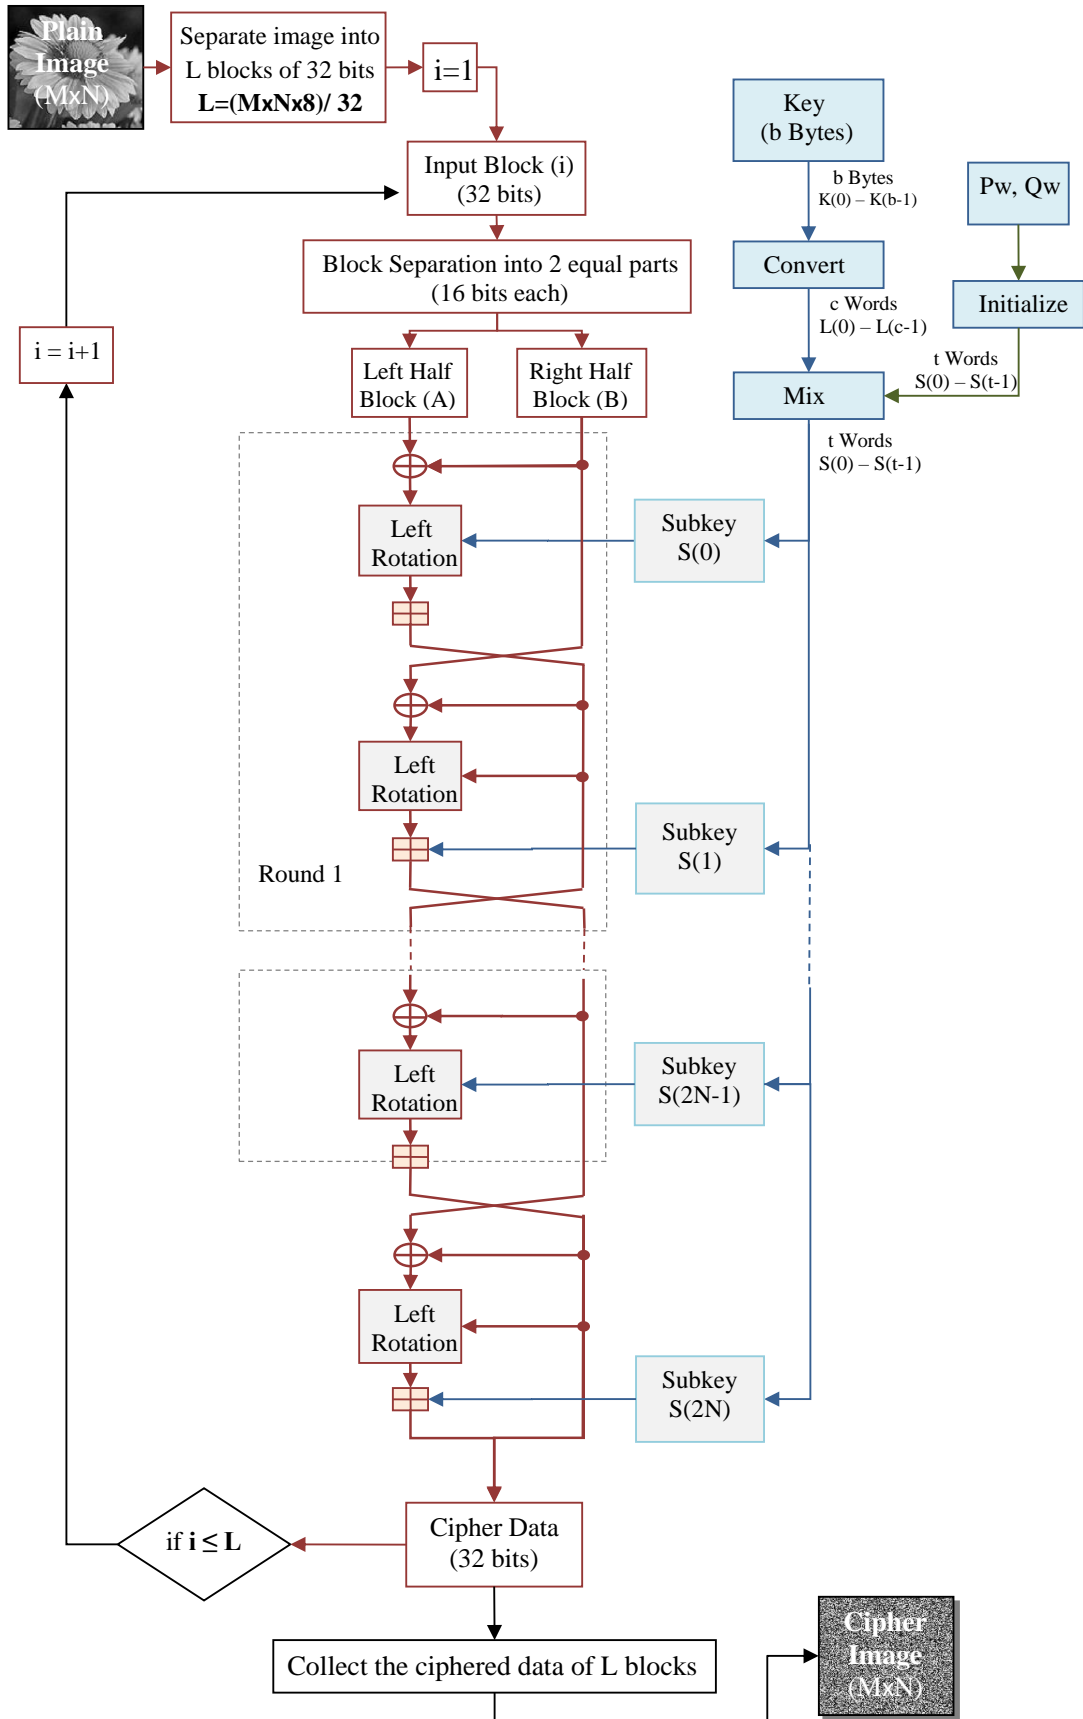 Plain
Image
(MxN)
Separate image into
L blocks of 32 bits
L=(MxNx8)/ 32
i=1
Key
(b Bytes)
Input Block (i)
(32 bits)
b Bytes
K(0) – K(b-1)
Pw, Qw
Block Separation into 2 equal parts
(16 bits each)
Convert
Initialize
c Words
L(0) – L(c-1)
i = i+1
Left Half
Block (A)
Right Half
Block (B)
t Words
S(0) – S(t-1)
Mix
t Words
S(0) – S(t-1)
Left
Rotation
Subkey
S(0)
Left
Rotation
Subkey
S(1)
Round 1
Left
Rotation
Subkey
S(2N-1)
Left
Rotation
Subkey
S(2N)
if i ≤ L
Cipher Data
(32 bits)
Collect the ciphered data of L blocks
Cipher
Image
(MxN)